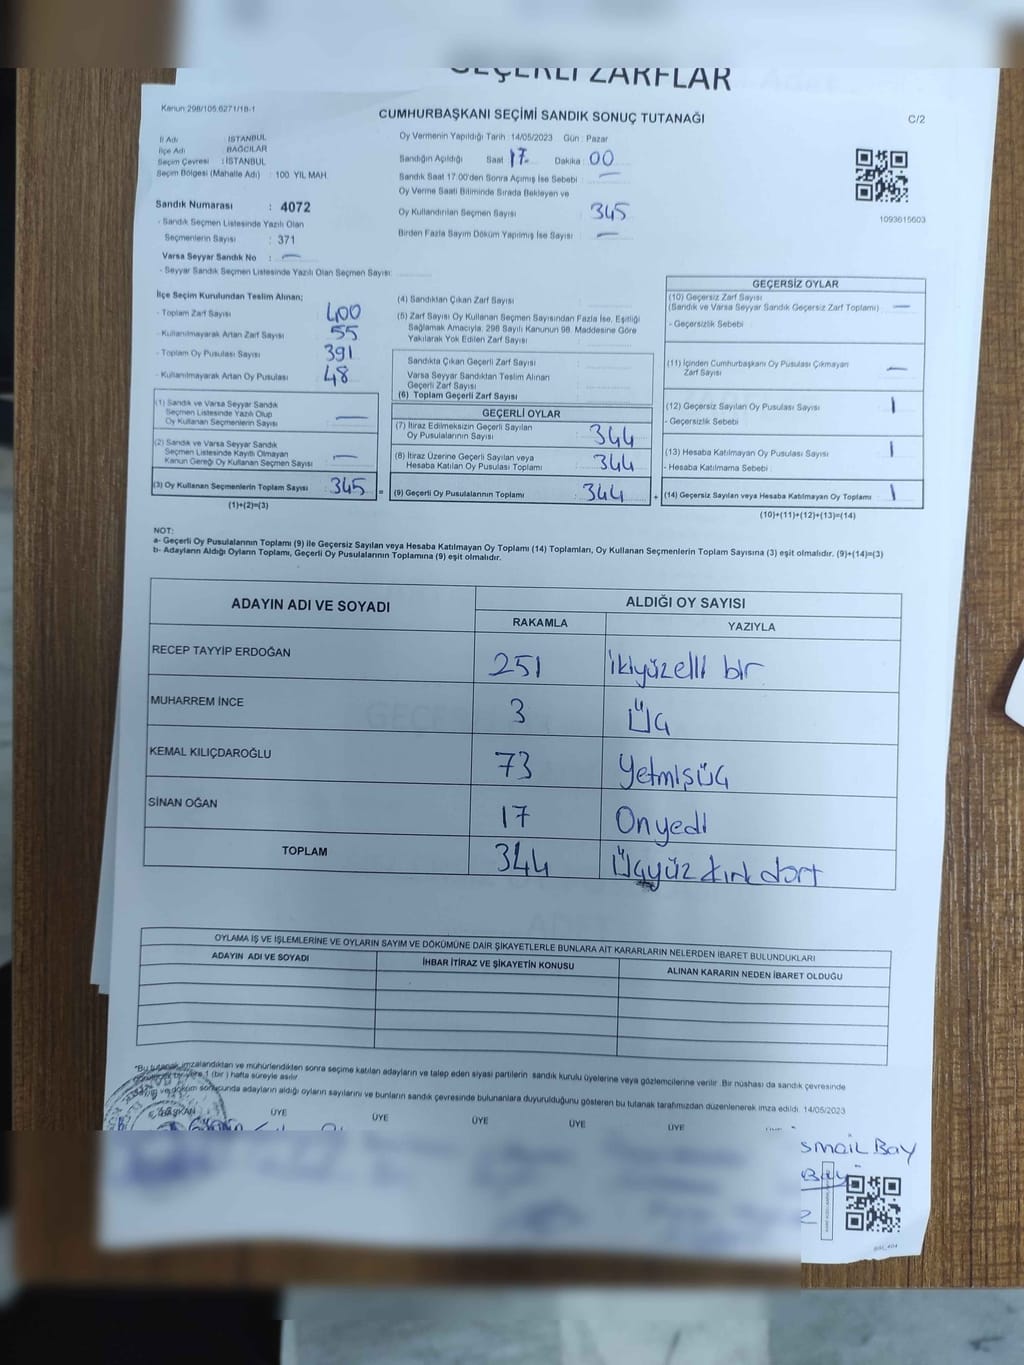 GEÇERLİ ZARFLAR
Kanun 298/105 6271/18-1
CUMHURBAŞKANI SEÇİMİ SANDIK SONUÇ TUTANAĞI
C/2
İl Adı : İSTANBUL
İlçe Adı : BAĞCILAR
Seçim Çevresi : İSTANBUL
Seçim Bölgesi (Mahalle Adı) : 100. YIL MAH.
Sandık Numarası : 4072
- Sandık Seçmen Listesinde Yazılı Olan
Seçmenlerin Sayısı : 371
Varsa Seyyar Sandık No : —
- Seyyar Sandık Seçmen Listesinde Yazılı Olan Seçmen Sayısı:
Oy Vermenin Yapıldığı Tarih :14/05/2023 Gün : Pazar
Sandığın Açıldığı Saat : 17 Dakika : 00
Sandık Saat 17.00'den Sonra Açımış İse Sebebi : —
Oy Verme Saati Bitiminde Sırada Bekleyen ve
Oy Kullandırılan Seçmen Sayısı : 345
Birden Fazla Sayım Döküm Yapılmış İse Sayısı : —
1093615603
İlçe Seçim Kurulundan Teslim Alınan;
- Toplam Zarf Sayısı : 400
- Kullanılmayarak Artan Zarf Sayısı : 55
- Toplam Oy Pusulası Sayısı : 391
- Kullanılmayarak Artan Oy Pusulası : 48
(1) Sandık ve Varsa Seyyar Sandık
Seçmen Listesinde Yazılı Olup
Oy Kullanan Seçmenlerin Sayısı : —
(2) Sandık ve Varsa Seyyar Sandık
Seçmen Listesinde Kayıtlı Olmayan
Kanun Gereği Oy Kullanan Seçmen Sayısı : —
(3) Oy Kullanan Seçmenlerin Toplam Sayısı : 345 =
(1)+(2)=(3)
(4) Sandıktan Çıkan Zarf Sayısı :
(5) Zarf Sayısı Oy Kullanan Seçmen Sayısından Fazla İse, Eşitliği
Sağlamak Amacıyla, 298 Sayılı Kanunun 98. Maddesine Göre
Yakılarak Yok Edilen Zarf Sayısı :
Sandıkta Çıkan Geçerli Zarf Sayısı :
Varsa Seyyar Sandıktan Teslim Alınan
Geçerli Zarf Sayısı :
(6) Toplam Geçerli Zarf Sayısı :
GEÇERLİ OYLAR
(7) İtiraz Edilmeksizin Geçerli Sayılan
Oy Pusulalarının Sayısı : 344
(8) İtiraz Üzerine Geçerli Sayılan veya
Hesaba Katılan Oy Pusulası Toplamı : 344
(9) Geçerli Oy Pusulalarının Toplamı : 344 +
GEÇERSİZ OYLAR
(10) Geçersiz Zarf Sayısı
(Sandık ve Varsa Seyyar Sandık Geçersiz Zarf Toplamı) : —
- Geçersizlik Sebebi :
(11) İçinden Cumhurbaşkanı Oy Pusulası Çıkmayan
Zarf Sayısı : —
(12) Geçersiz Sayılan Oy Pusulası Sayısı : 1
- Geçersizlik Sebebi :
(13) Hesaba Katılmayan Oy Pusulası Sayısı : 1
- Hesaba Katılmama Sebebi :
(14) Geçersiz Sayılan veya Hesaba Katılmayan Oy Toplamı : 1
(10)+(11)+(12)+(13)=(14)
NOT:
a- Geçerli Oy Pusulalarının Toplamı (9) ile Geçersiz Sayılan veya Hesaba Katılmayan Oy Toplamı (14) Toplamları, Oy Kullanan Seçmenlerin Toplam Sayısına (3) eşit olmalıdır. (9)+(14)=(3)
b- Adayların Aldığı Oyların Toplamı, Geçerli Oy Pusulalarının Toplamına (9) eşit olmalıdır.
ADAYIN ADI VE SOYADI
ALDIĞI OY SAYISI
RAKAMLA YAZIYLA
RECEP TAYYİP ERDOĞAN 251 ikiyüzelli bir
MUHARREM İNCE 3 Üç
KEMAL KILIÇDAROĞLU 73 Yetmişüç
SİNAN OĞAN 17 Onyedi
TOPLAM 344 Üçyüz kırk dört
OYLAMA İŞ VE İŞLEMLERİNE VE OYLARIN SAYIM VE DÖKÜMÜNE DAİR ŞİKAYETLERLE BUNLARA AİT KARARLARIN NELERDEN İBARET BULUNDUKLARI
ADAYIN ADI VE SOYADI İHBAR İTİRAZ VE ŞİKAYETİN KONUSU ALINAN KARARIN NEDEN İBARET OLDUĞU
"Bu tutanak imzalandıktan ve mühürlendikten sonra seçime katılan adayların ve talep eden siyasi partilerin sandık kurulu üyelerine veya gözlemcilerine verilir. Bir nüshası da sandık çevresinde
1 (bir) hafta süreyle asılır.
ve döküm sonucunda adayların aldığı oyların sayılarını ve bunların sandık çevresinde bulunanlara duyurulduğunu gösteren bu tutanak tarafımızdan düzenlenerek imza edildi. 14/05/2023
BAŞKAN ÜYE ÜYE ÜYE ÜYE ÜYE
smail Bay
Bay
2